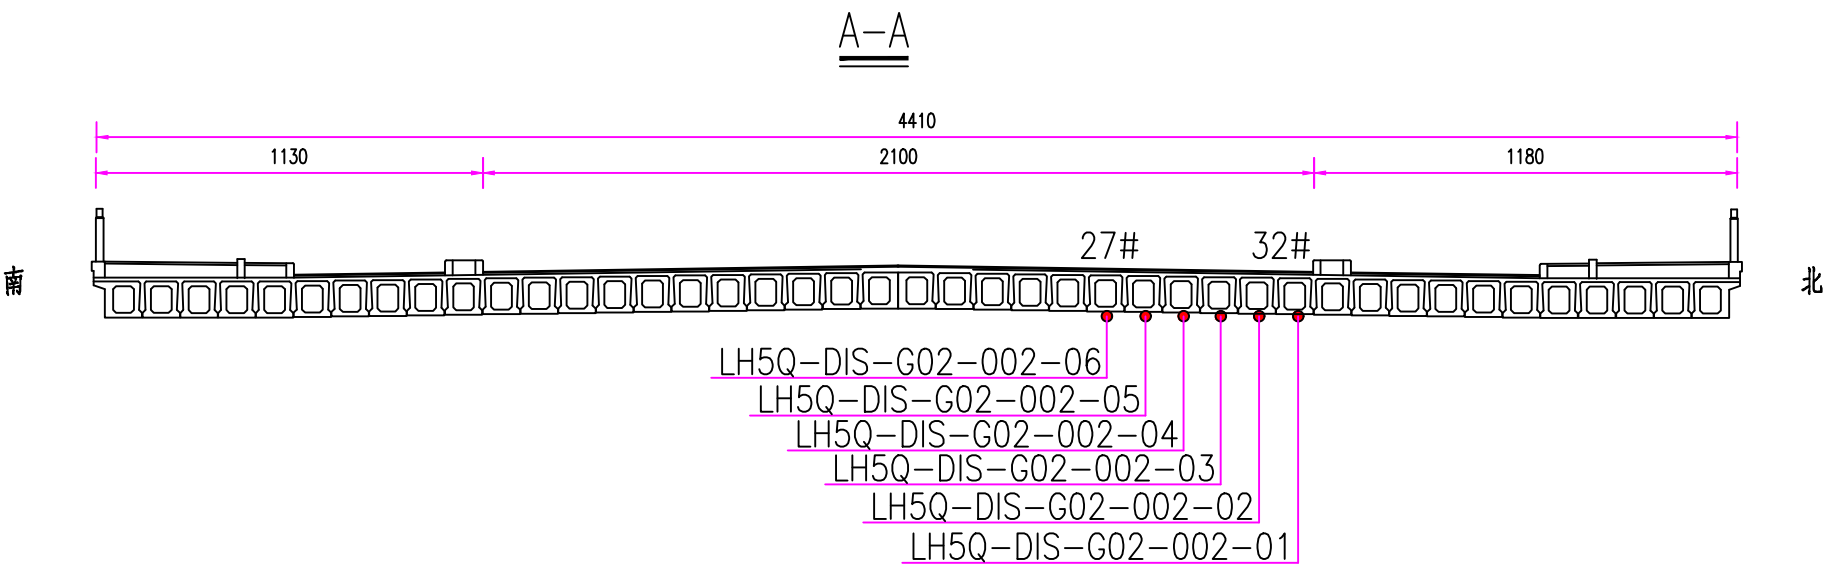 A-A
4410
1130
2100
1180
27#
32#
南
北
LH5Q-DIS-G02-002-06
LH5Q-DIS-G02-002-05
LH5Q-DIS-G02-002-04
LH5Q-DIS-G02-002-03
LH5Q-DIS-G02-002-02
LH5Q-DIS-G02-002-01